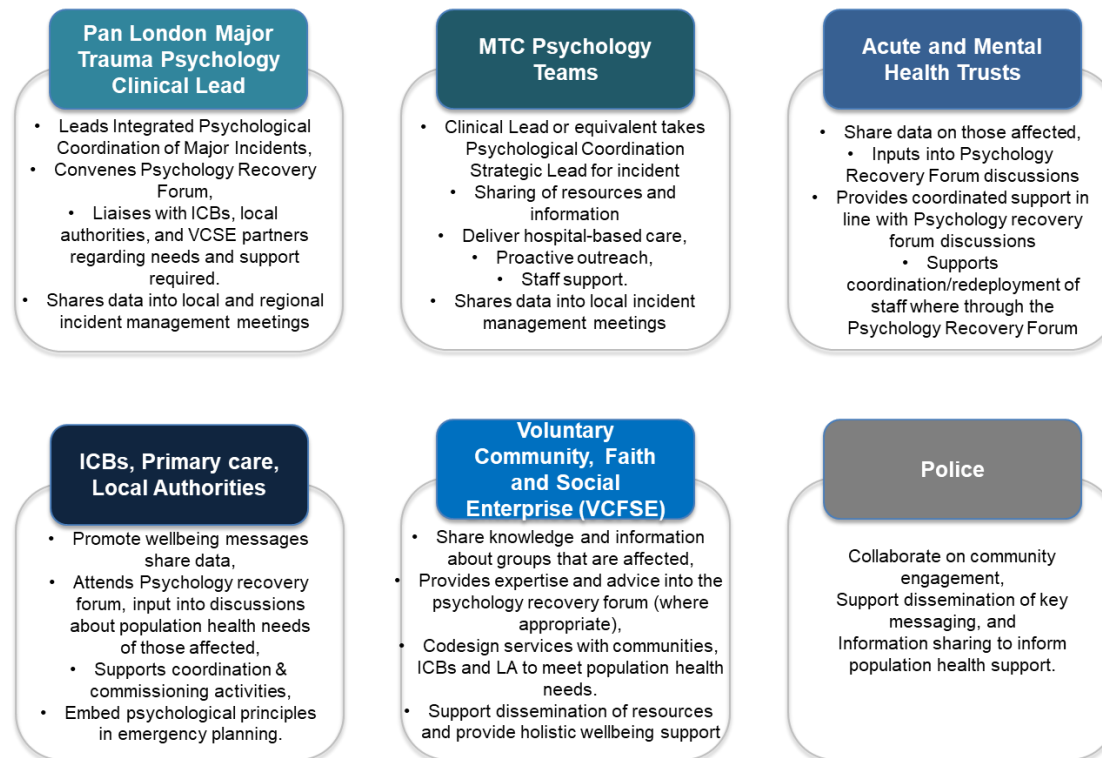 Pan London Major
Trauma Psychology
Clinical Lead
• Leads Integrated Psychological
Coordination of Major Incidents,
• Convenes Psychology Recovery
Forum,
• Liaises with ICBs, local
authorities, and VCSE partners
regarding needs and support
required.
• Shares data into local and regional
incident management meetings
MTC Psychology
Teams
• Clinical Lead or equivalent takes
Psychological Coordination
Strategic Lead for incident
• Sharing of resources and
information
• Deliver hospital-based care,
• Proactive outreach,
• Staff support.
• Shares data into local incident
management meetings
Acute and Mental
Health Trusts
• Share data on those affected,
• Inputs into Psychology
Recovery Forum discussions
• Provides coordinated support in
line with Psychology recovery
forum discussions
• Supports
coordination/redeployment of
staff where through the
Psychology Recovery Forum
ICBs, Primary care,
Local Authorities
• Promote wellbeing messages
share data,
• Attends Psychology recovery
forum, input into discussions
about population health needs
of those affected,
• Supports coordination &
commissioning activities,
• Embed psychological principles
in emergency planning.
Voluntary
Community, Faith
and Social
Enterprise (VCFSE)
• Share knowledge and information
about groups that are affected,
• Provides expertise and advice into the
psychology recovery forum (where
appropriate),
• Codesign services with communities,
ICBs and LA to meet population health
needs.
• Support dissemination of resources
and provide holistic wellbeing support
Police
Collaborate on community
engagement,
Support dissemination of key
messaging, and
Information sharing to inform
population health support.